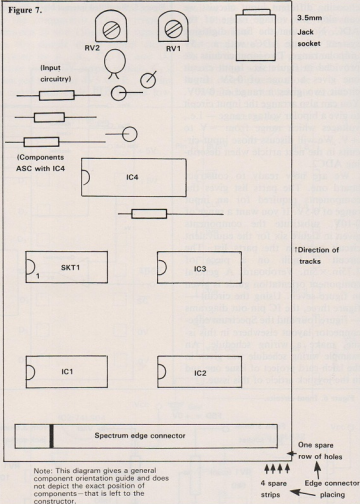 Figure 7.
RV2
RV1
3.5mm
Jack
socket
(Input
circuitry)
(Components
ASC with IC4
IC4
↑Direction of
tracks
SKT1
1
IC3
IC1
IC2
Spectrum edge connector
One spare
row of holes
4 spare
strips
Edge connector
placing
Note: This diagram gives a general
component orientation guide and does
not depict the exact position of
components—that is left to the
constructor.